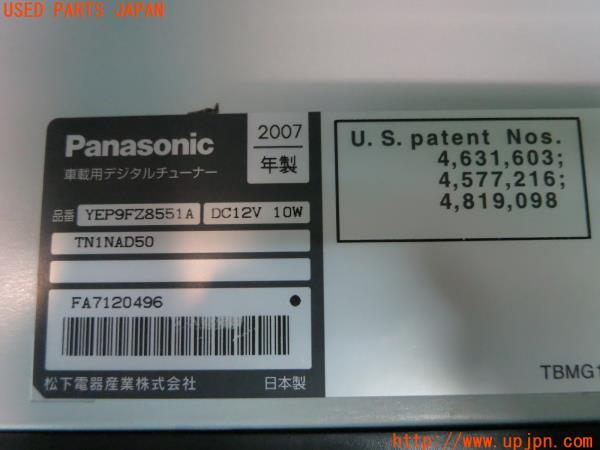 USED PARTS JAPAN
Panasonic
2007
年製
車載用デジタルチューナー
品番 YEP9FZ8551A DC12V 10W
TN1NAD50
FA7120496
松下電器産業株式会社 日本製
U.S. patent Nos.
4,631,603;
4,577,216;
4,819,098
TBMG1
http://www.upjpn.com/